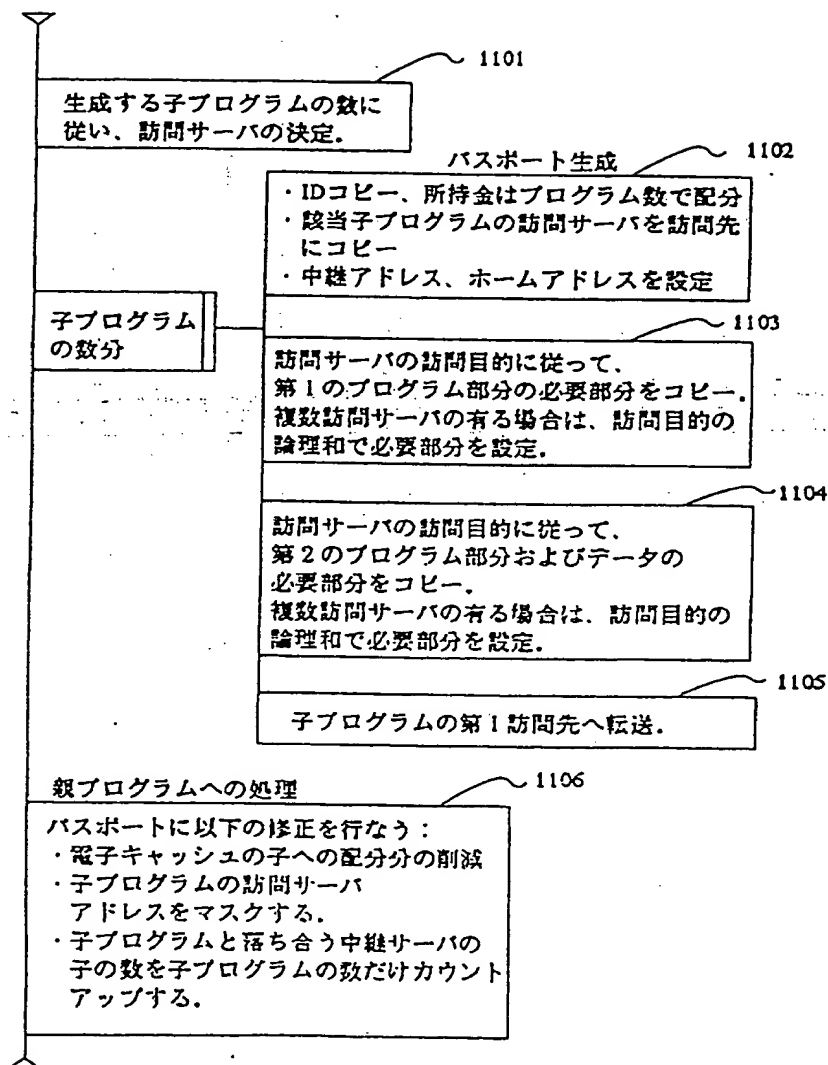 1101
生成する子プログラムの数に
従い、訪問サーバの決定.
パスポート生成
1102
・IDコピー、所持金はプログラム数で配分
・該当子プログラムの訪問サーバを訪問先
にコピー
・中継アドレス、ホームアドレスを設定
子プログラム
の数分
1103
訪問サーバの訪問目的に従って、
第1のプログラム部分の必要部分をコピー.
複数訪問サーバの有る場合は、訪問目的の
論理和で必要部分を設定.
1104
訪問サーバの訪問目的に従って、
第2のプログラム部分およびデータの
必要部分をコピー.
複数訪問サーバの有る場合は、訪問目的の
論理和で必要部分を設定.
1105
子プログラムの第1訪問先へ転送.
親プログラムへの処理
1106
パスポートに以下の修正を行なう：
・電子キャッシュの子への配分分の削減
・子プログラムの訪問サーバ
アドレスをマスクする.
・子プログラムと落ち合う中継サーバの
子の数を子プログラムの数だけカウント
アップする.